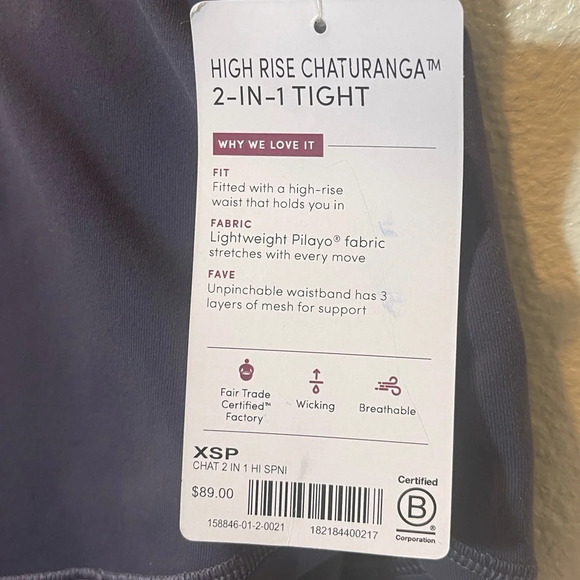 HIGH RISE CHATURANGA™
2-IN-1 TIGHT
WHY WE LOVE IT
FIT
Fitted with a high-rise
waist that holds you in
FABRIC
Lightweight Pilayo® fabric
stretches with every move
FAVE
Unpinchable waistband has 3
layers of mesh for support
Fair Trade
Certified™
Factory
Wicking
Breathable
XSP
CHAT 2 IN 1 HI SPNI
$89.00
158846-01-2-0021
182184400217
Certified
B
®
Corporation